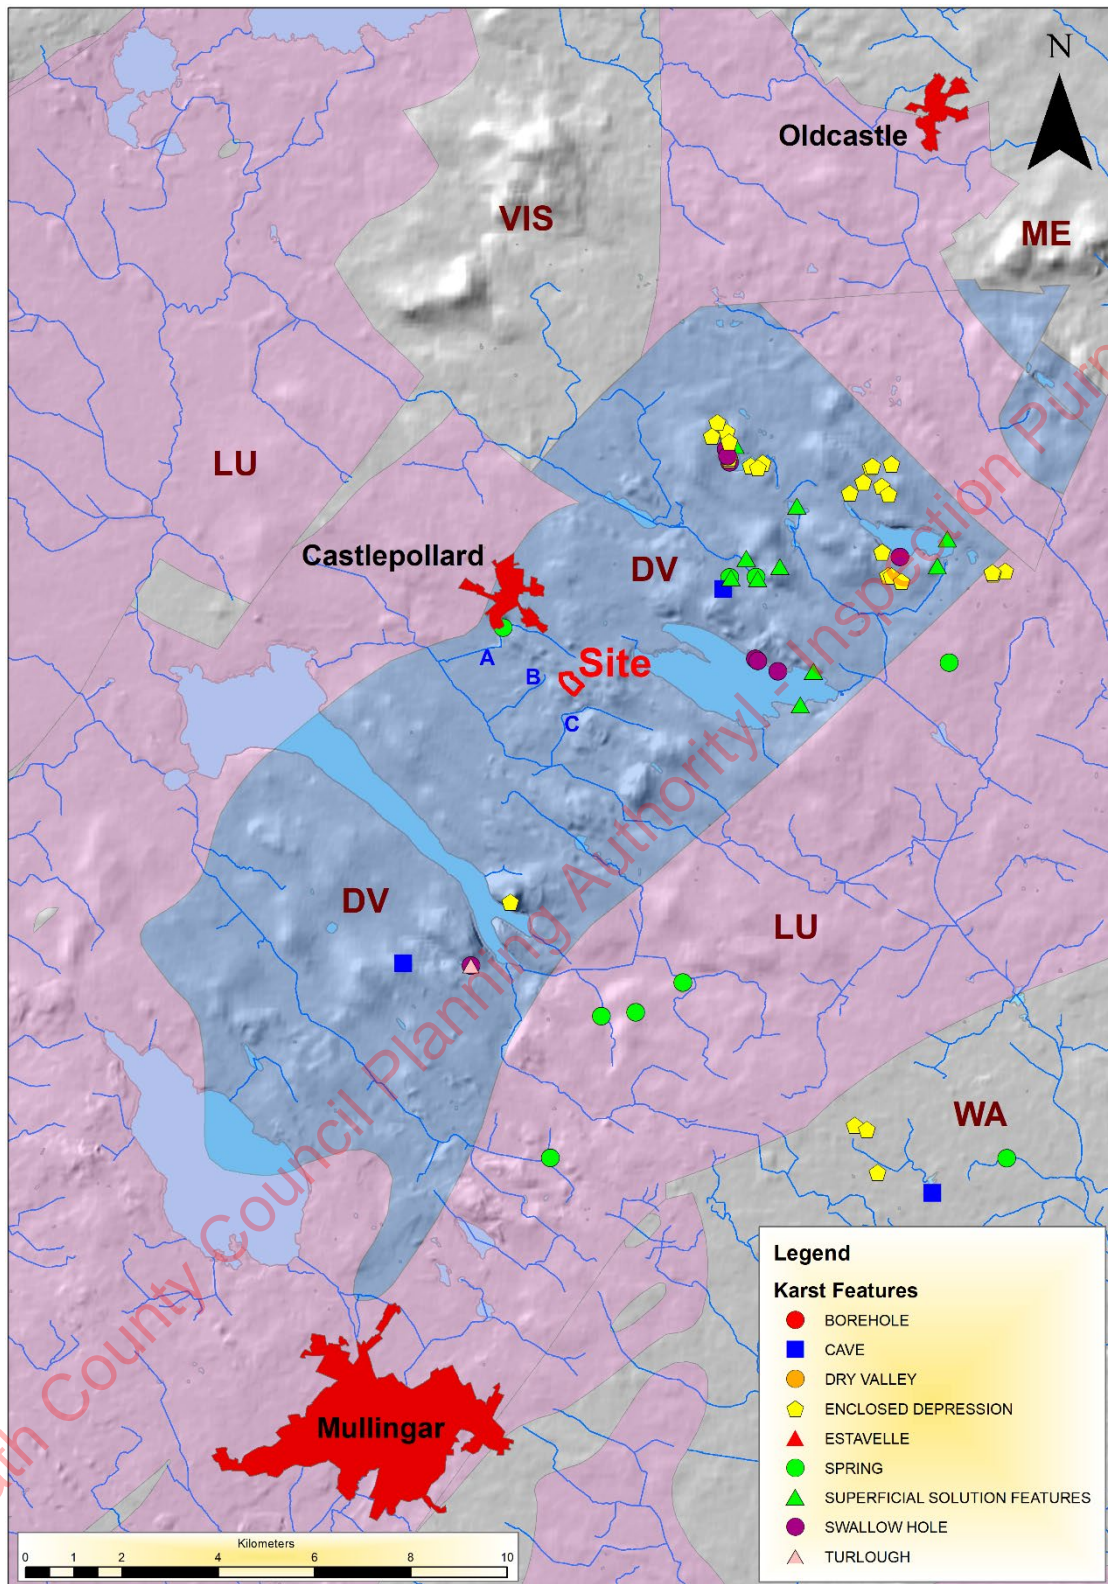 N
Oldcastle
VIS
ME
LU
Castlepollard
DV
A
Site
B
C
DV
LU
WA
Mullingar
ath County Council Planning Authority - Inspection Pur
Legend
Karst Features
BOREHOLE
CAVE
DRY VALLEY
ENCLOSED DEPRESSION
ESTAVELLE
SPRING
SUPERFICIAL SOLUTION FEATURES
SWALLOW HOLE
TURLOUGH
Kilometers
0 1 2 4 6 8 10